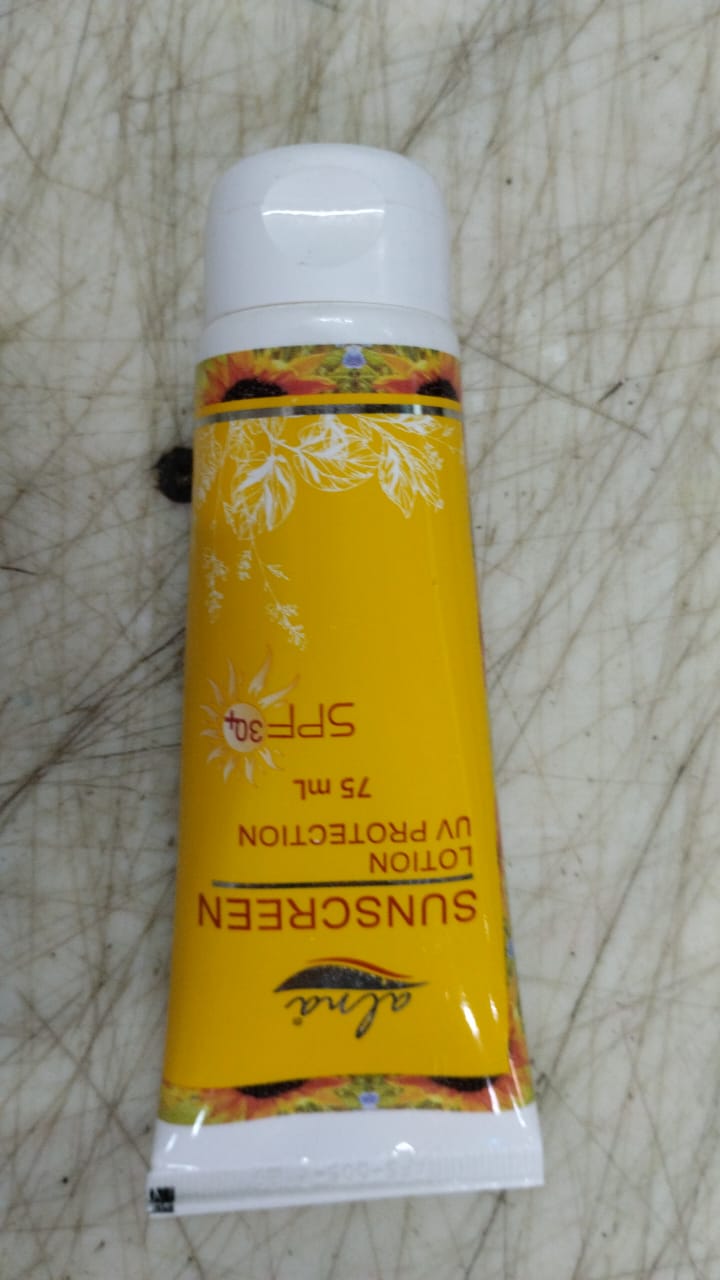 alna®
SUNSCREEN
LOTION
UV PROTECTION
75 mL
SPF 30+